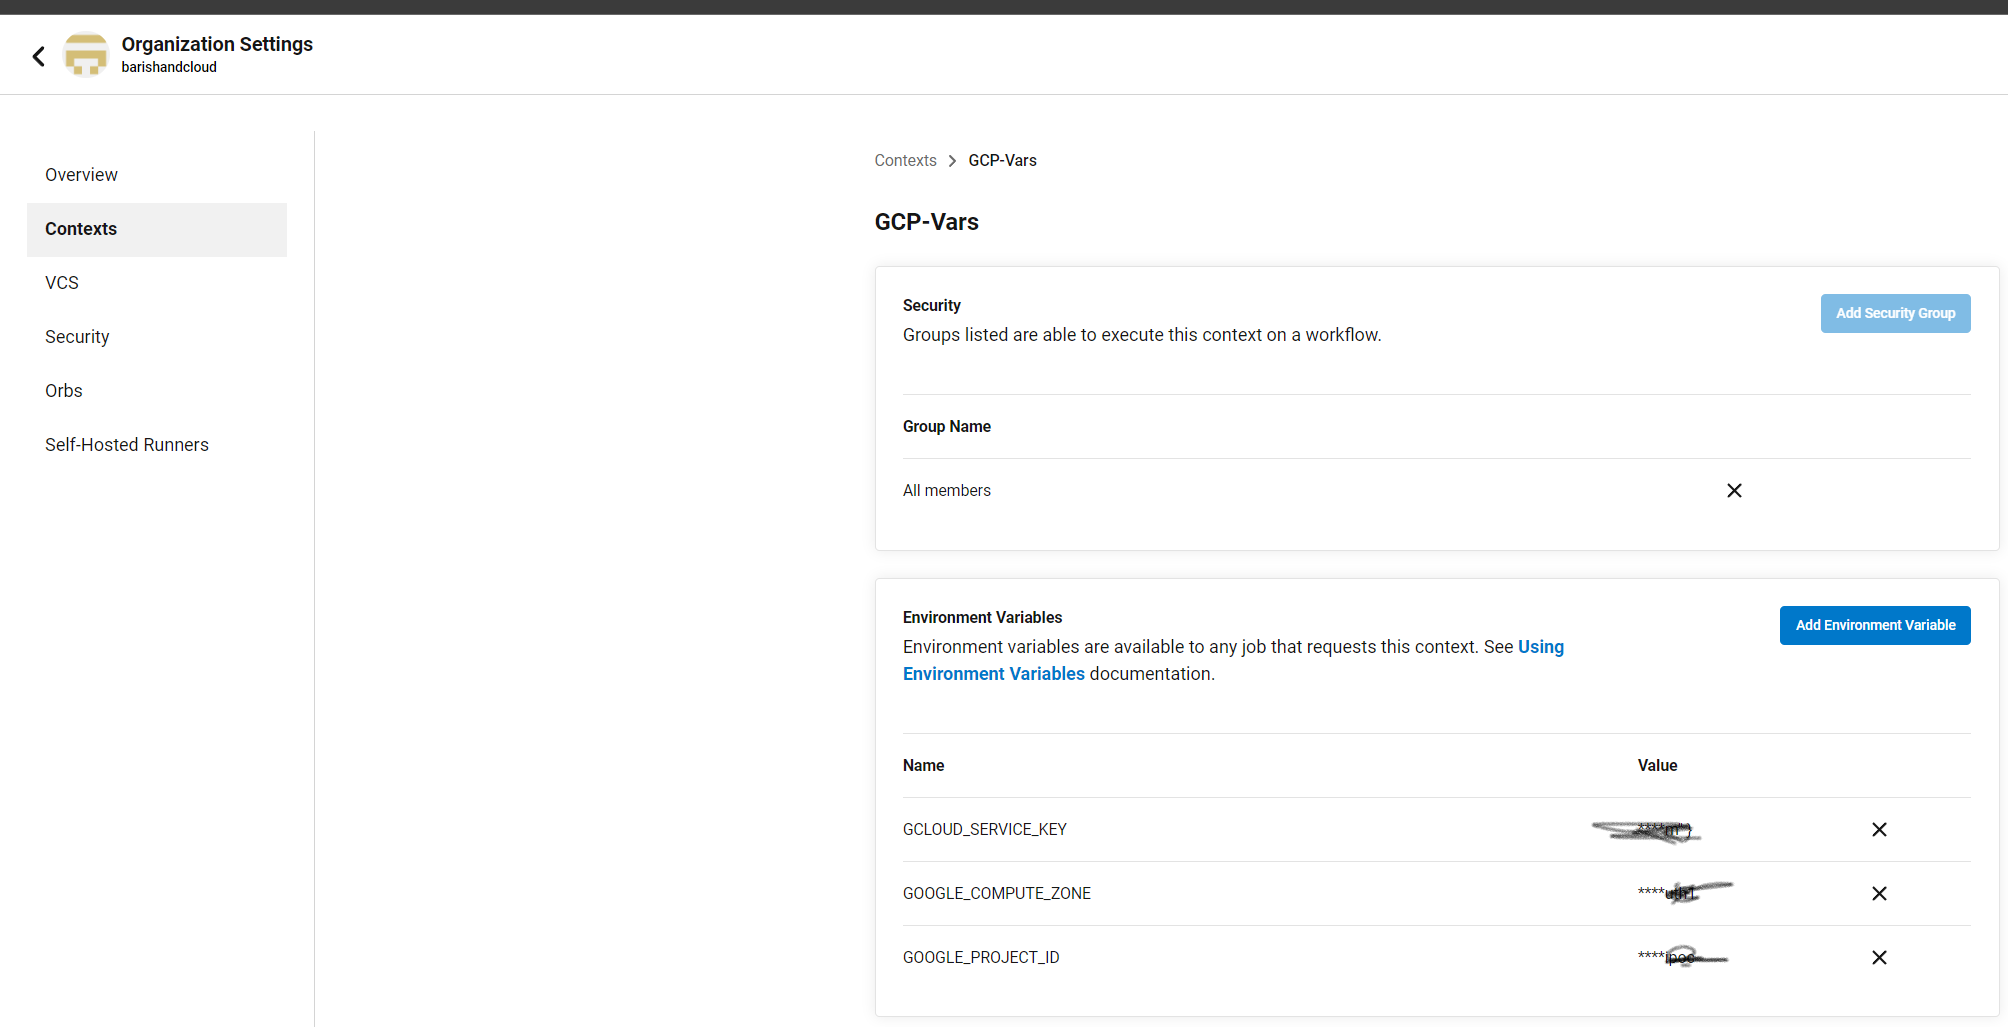 Organization Settings
barishandcloud
Overview
Contexts
VCS
Security
Orbs
Self-Hosted Runners
Contexts > GCP-Vars
GCP-Vars
Security
Add Security Group
Groups listed are able to execute this context on a workflow.
Group Name
All members
Environment Variables
Add Environment Variable
Environment variables are available to any job that requests this context. See Using
Environment Variables documentation.
Name Value
GCLOUD_SERVICE_KEY
GOOGLE_COMPUTE_ZONE ****
GOOGLE_PROJECT_ID ****